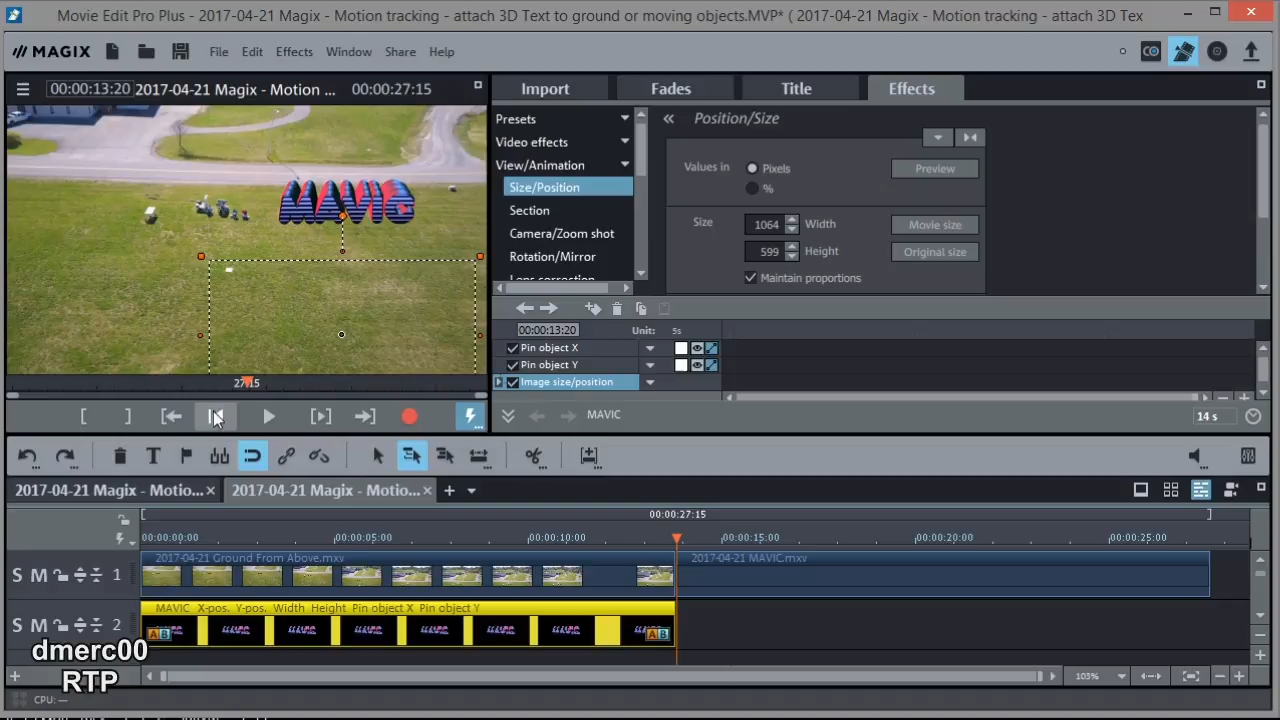 Movie Edit Pro Plus - 2017-04-21 Magix - Motion tracking - attach 3D Text to ground or moving objects.MVP* ( 2017-04-21 Magix - Motion tracking - attach 3D Tex
MAGIX File Edit Effects Window Share Help
00:00:13:20 2017-04-21 Magix - Motion ... 00:00:27:15
Import Fades Title Effects
Presets
Video effects
View/Animation
Size/Position
Section
Camera/Zoom shot
Rotation/Mirror
Lens correction
Position/Size
Values in Pixels Preview
%
Size 1064 Width Movie size
599 Height Original size
Maintain proportions
MAVIC
27:15
00:00:13:20 Unit: 5s
Pin object X
Pin object Y
Image size/position
MAVIC 14 s
2017-04-21 Magix - Motio... 2017-04-21 Magix - Motio...
00:00:27:15
00:00:00:00 00:00:05:00 00:00:10:00 00:00:15:00 00:00:20:00 00:00:25:00
S M 1
2017-04-21 Ground From Above.mxv 2017-04-21 MAVIC.mxv
S M 2
MAVIC X-pos. Y-pos. Width Height Pin object X Pin object Y
A B A B
dmerc00
RTP
103%
CPU: —